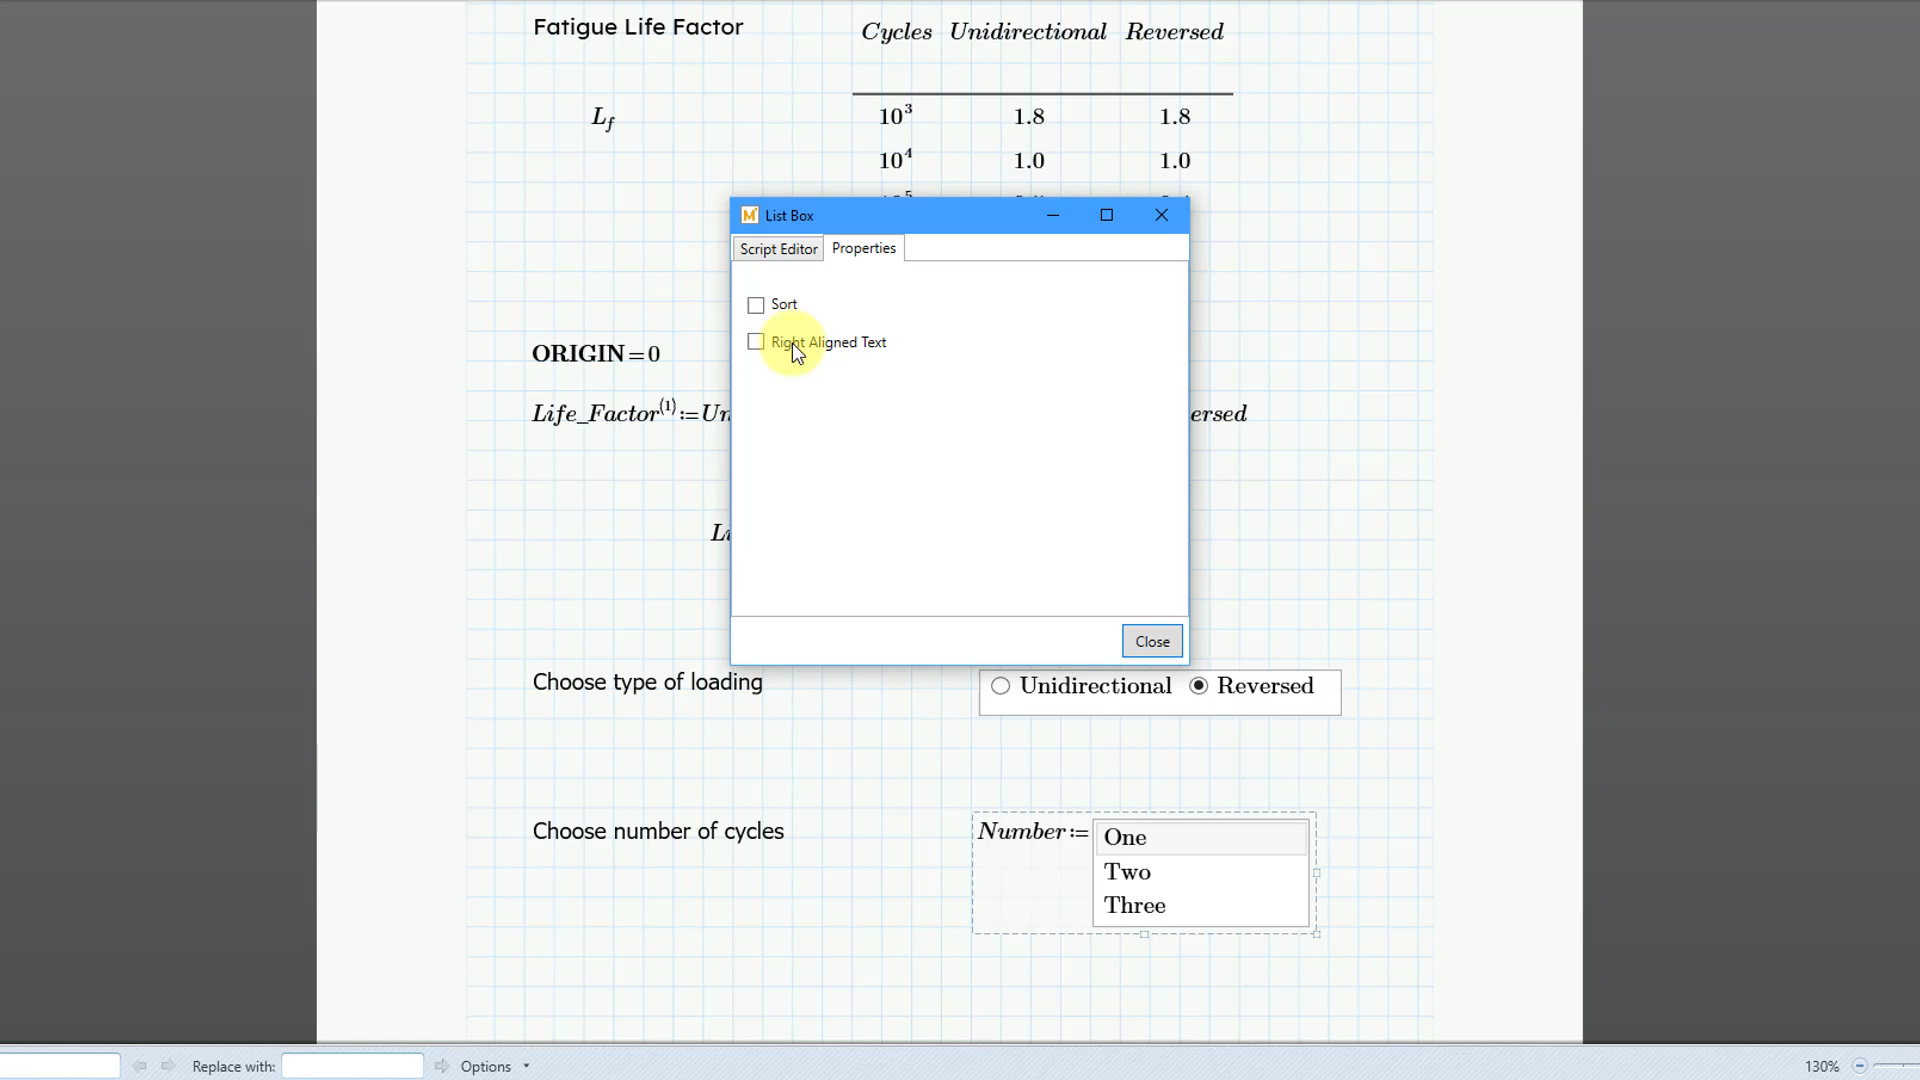 Fatigue Life Factor
Cycles Unidirectional Reversed
L_f
10^3 1.8 1.8
10^4 1.0 1.0
List Box
Script Editor Properties
Sort
Right Aligned Text
ORIGIN=0
Life_Factor^⟨1⟩:=Un
ersed
Close
Choose type of loading
Unidirectional Reversed
Choose number of cycles
Number:=
One
Two
Three
Replace with:
Options
130%